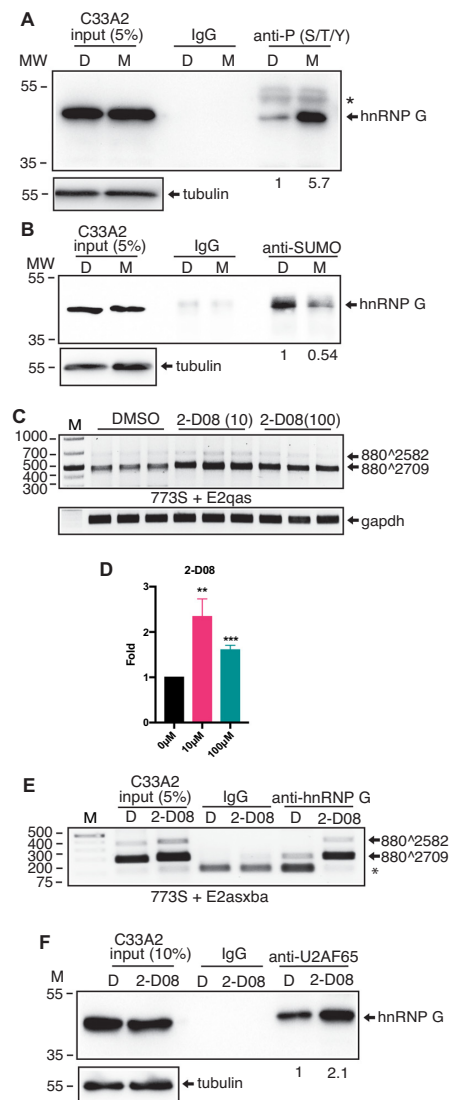 A
C33A2
input (5%) IgG anti-P (S/T/Y)
MW D M D M D M
55
*
hnRNP G
35
1 5.7
55 tubulin
B
C33A2
input (5%) IgG anti-SUMO
MW D M D M D M
55
hnRNP G
35
1 0.54
55 tubulin
C
M DMSO 2-D08 (10) 2-D08(100)
1000
700 880^2582
500 880^2709
400
300
773S + E2qas
gapdh
D
2-D08
3
**
2
***
Fold
1
0
0µM 10µM 100µM
E
C33A2
input (5%) IgG anti-hnRNP G
M D 2-D08 D 2-D08 D 2-D08
500
400 880^2582
300 880^2709
200 *
75
773S + E2asxba
F
C33A2
input (10%) IgG anti-U2AF65
M D 2-D08 D 2-D08 D 2-D08
55
hnRNP G
35
1 2.1
55 tubulin